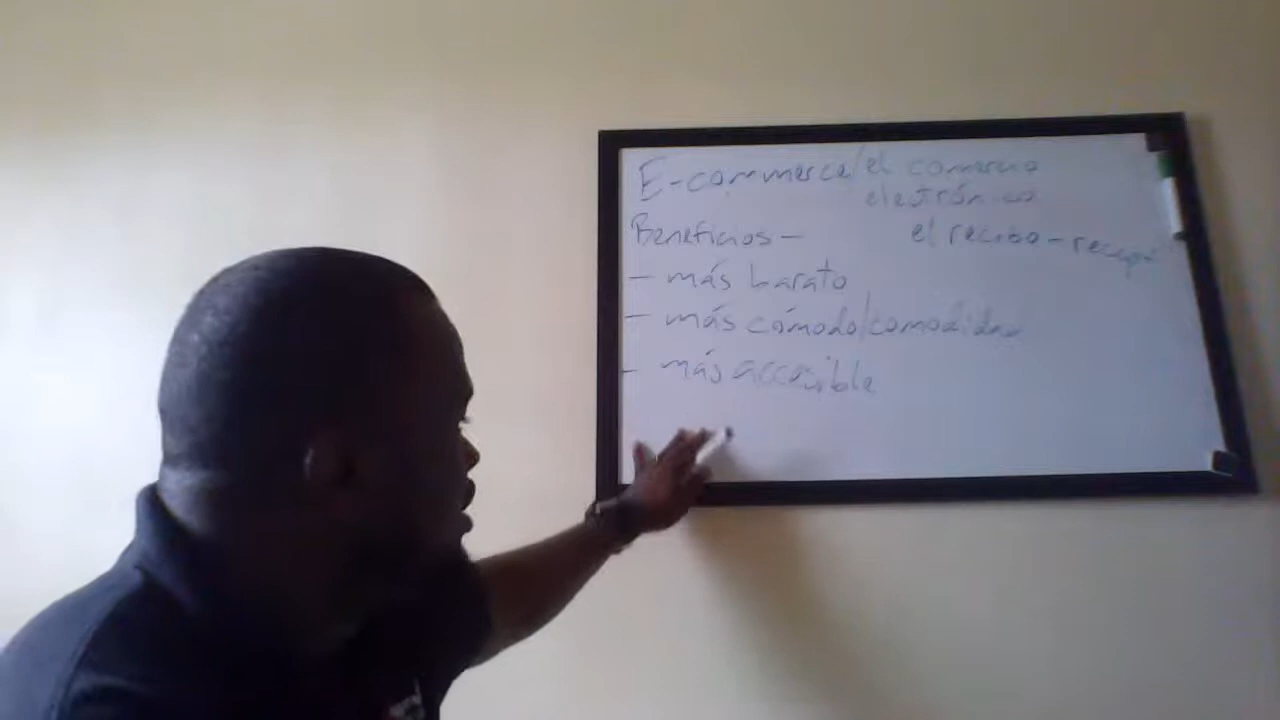 E-commerce/el comercio
electrónico
Beneficios - el recibo - receipt
- más barato
- más cómodo/comodidad
- más accesible